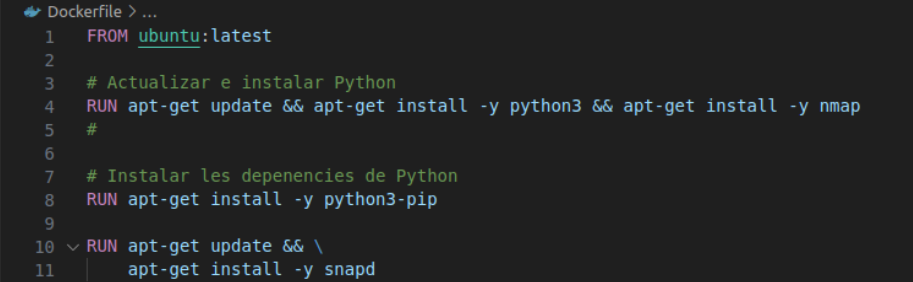 Dockerfile > ...
1 FROM ubuntu:latest
2
3 # Actualizar e instalar Python
4 RUN apt-get update && apt-get install -y python3 && apt-get install -y nmap
5 #
6
7 # Instalar les depenencies de Python
8 RUN apt-get install -y python3-pip
9
10 RUN apt-get update && \
11 apt-get install -y snapd